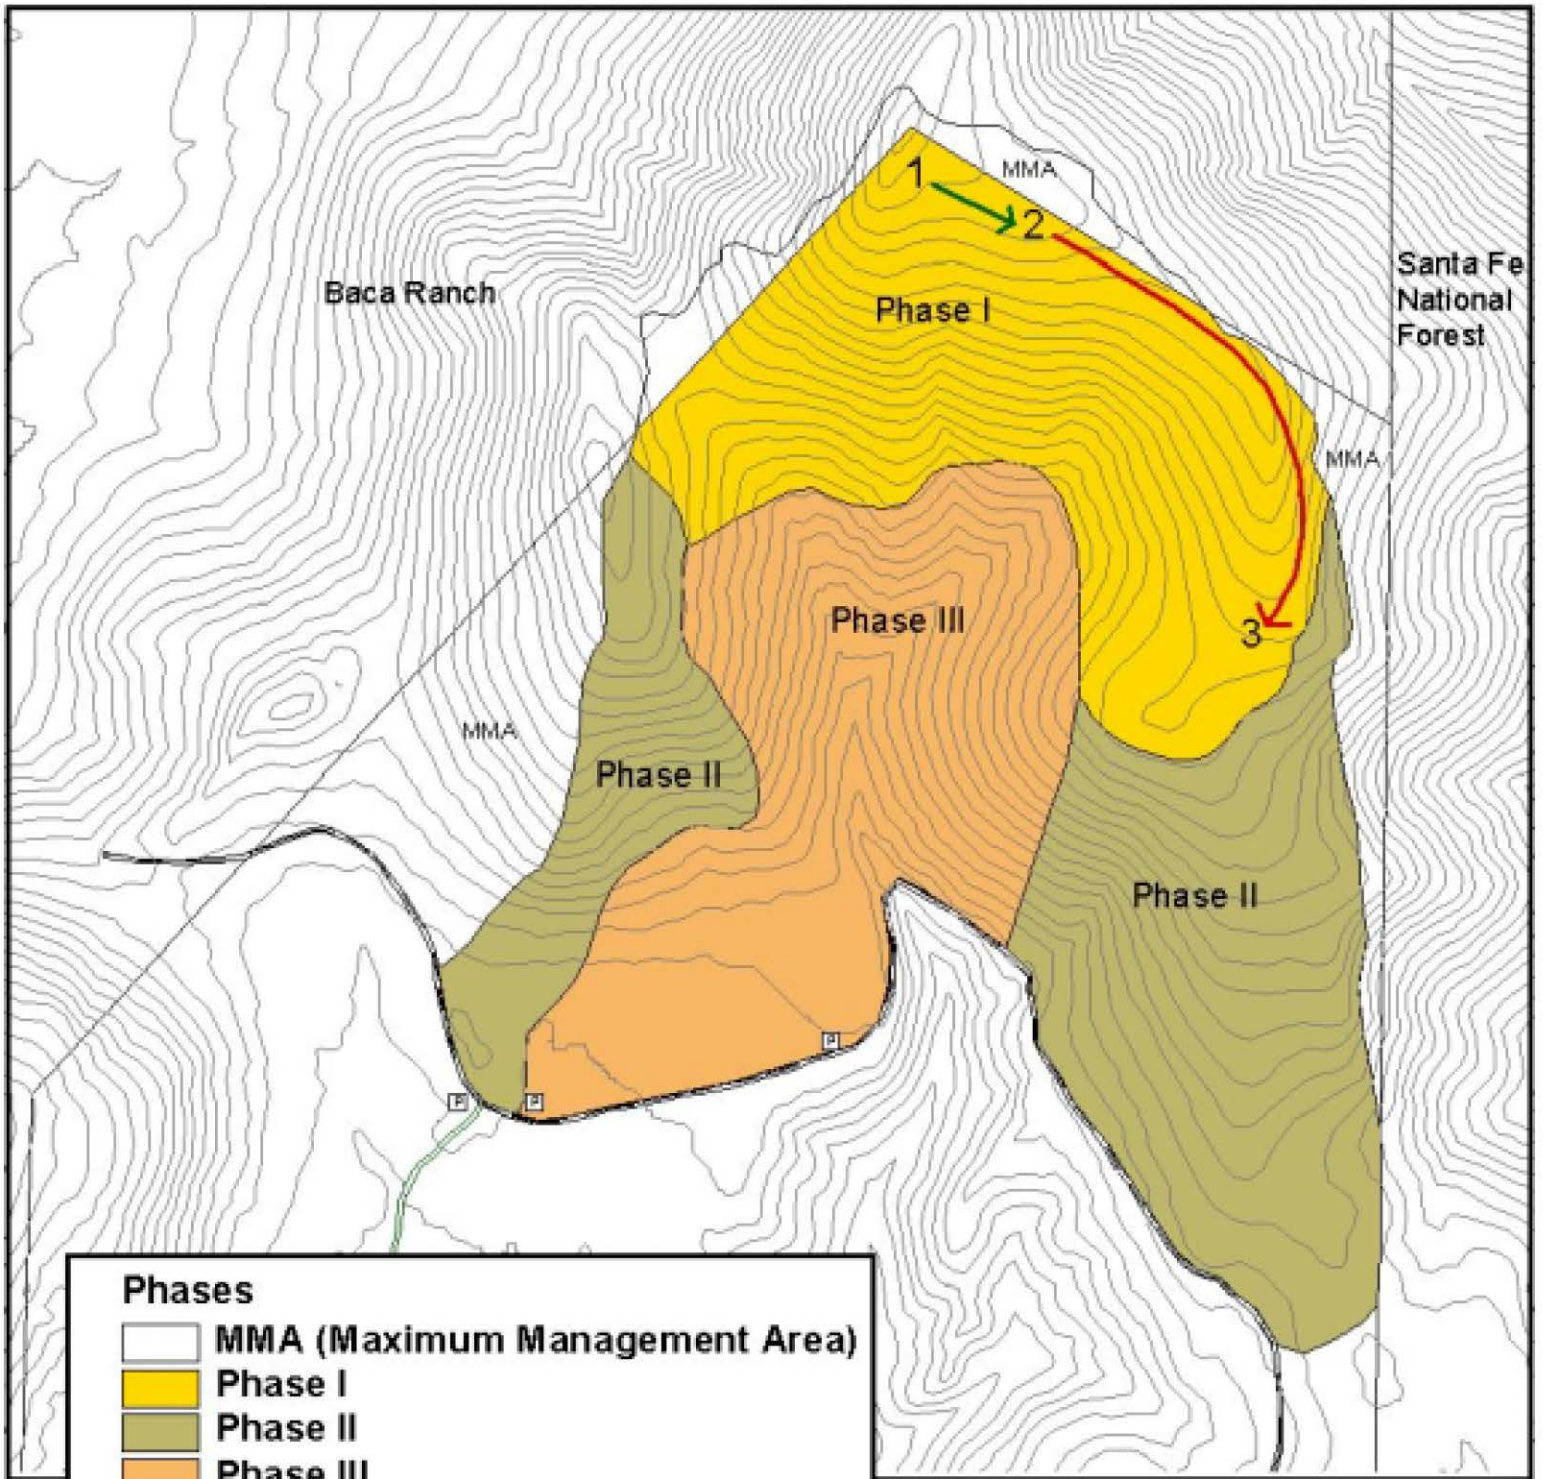 1
MMA
2
Santa Fe
National
Forest
Baca Ranch
Phase I
MMA
Phase III
3
MMA
Phase II
Phase II
P
P
P
Phases
MMA (Maximum Management Area)
Phase I
Phase II
Phase III